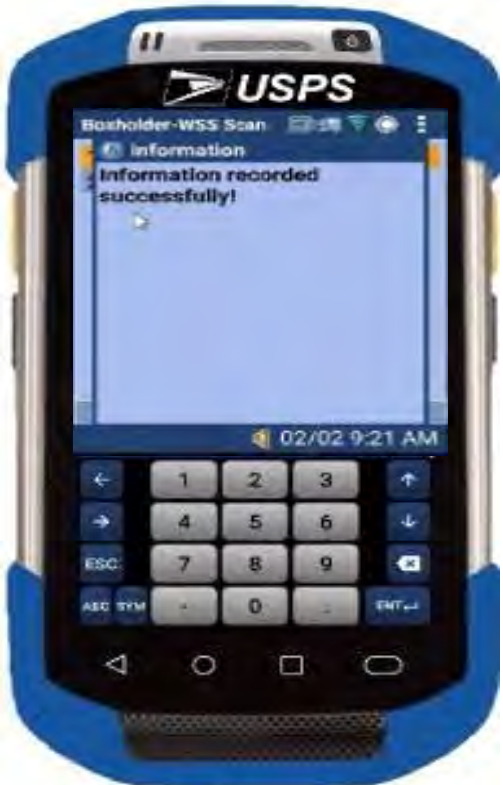 USPS
Boxholder-WSS Scan
Information
Information recorded
successfully!
02/02 9:21 AM
1 2 3
4 5 6
ESC 7 8 9
ABC SYM - 0 . ENT